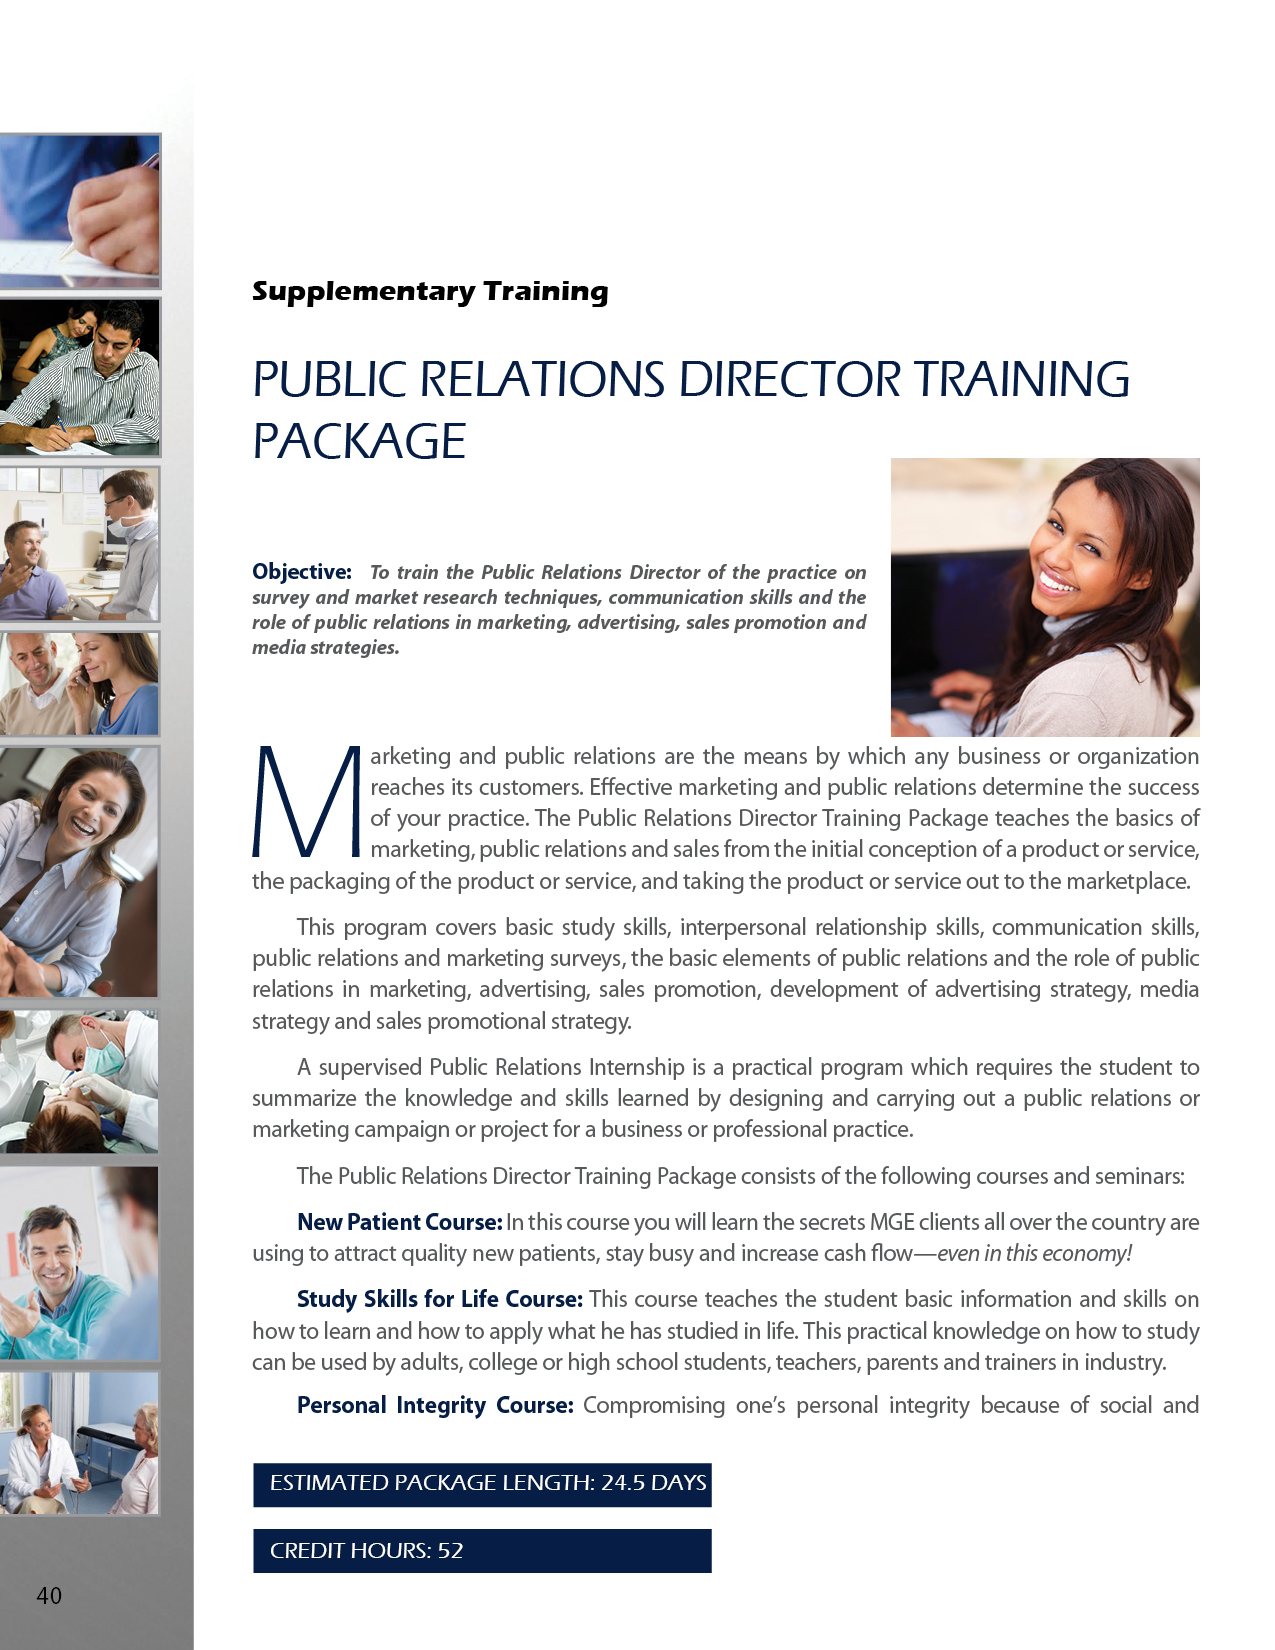 Supplementary Training
PUBLIC RELATIONS DIRECTOR TRAINING
PACKAGE
Objective: To train the Public Relations Director of the practice on
survey and market research techniques, communication skills and the
role of public relations in marketing, advertising, sales promotion and
media strategies.
Marketing and public relations are the means by which any business or organization
reaches its customers. Effective marketing and public relations determine the success
of your practice. The Public Relations Director Training Package teaches the basics of
marketing, public relations and sales from the initial conception of a product or service,
the packaging of the product or service, and taking the product or service out to the marketplace.
This program covers basic study skills, interpersonal relationship skills, communication skills,
public relations and marketing surveys, the basic elements of public relations and the role of public
relations in marketing, advertising, sales promotion, development of advertising strategy, media
strategy and sales promotional strategy.
A supervised Public Relations Internship is a practical program which requires the student to
summarize the knowledge and skills learned by designing and carrying out a public relations or
marketing campaign or project for a business or professional practice.
The Public Relations Director Training Package consists of the following courses and seminars:
New Patient Course: In this course you will learn the secrets MGE clients all over the country are
using to attract quality new patients, stay busy and increase cash flow—even in this economy!
Study Skills for Life Course: This course teaches the student basic information and skills on
how to learn and how to apply what he has studied in life. This practical knowledge on how to study
can be used by adults, college or high school students, teachers, parents and trainers in industry.
Personal Integrity Course: Compromising one's personal integrity because of social and
ESTIMATED PACKAGE LENGTH: 24.5 DAYS
CREDIT HOURS: 52
40